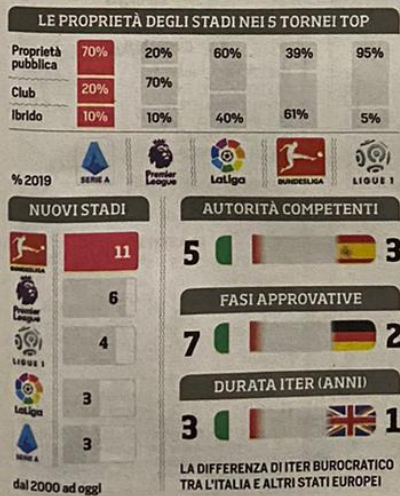 LE PROPRIETÀ DEGLI STADI NEI 5 TORNEI TOP
Proprietà pubblica 70% 20% 60% 39% 95%
Club 20% 70%
Ibrido 10% 10% 40% 61% 5%
% 2019 SERIE A Premier League LaLiga BUNDESLIGA LIGUE 1
NUOVI STADI
BUNDESLIGA 11
Premier League 6
LIGUE 1 4
LaLiga 3
SERIE A 3
dal 2000 ad oggi
AUTORITÀ COMPETENTI
5 3
FASI APPROVATIVE
7 2
DURATA ITER (ANNI)
3 1
LA DIFFERENZA DI ITER BUROCRATICO
TRA L'ITALIA E ALTRI STATI EUROPEI